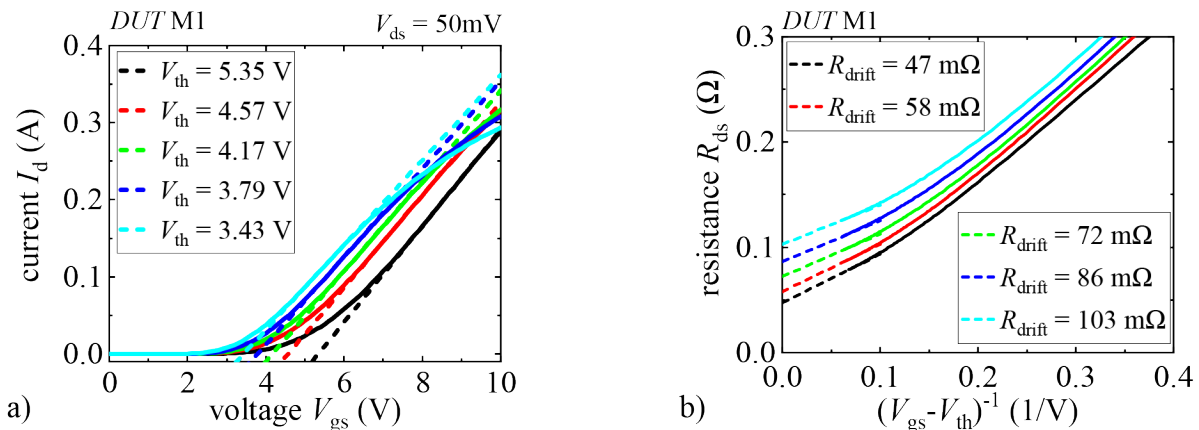 DUT M1
V_ds = 50mV
0.4
0.3
0.2
0.1
0.0
current I_d (A)
V_th = 5.35 V
V_th = 4.57 V
V_th = 4.17 V
V_th = 3.79 V
V_th = 3.43 V
0 2 4 6 8 10
voltage V_gs (V)
a)
DUT M1
0.3
0.2
0.1
0.0
resistance R_ds (Ω)
R_drift = 47 mΩ
R_drift = 58 mΩ
R_drift = 72 mΩ
R_drift = 86 mΩ
R_drift = 103 mΩ
0.0 0.1 0.2 0.3 0.4
(V_gs-V_th)⁻¹ (1/V)
b)